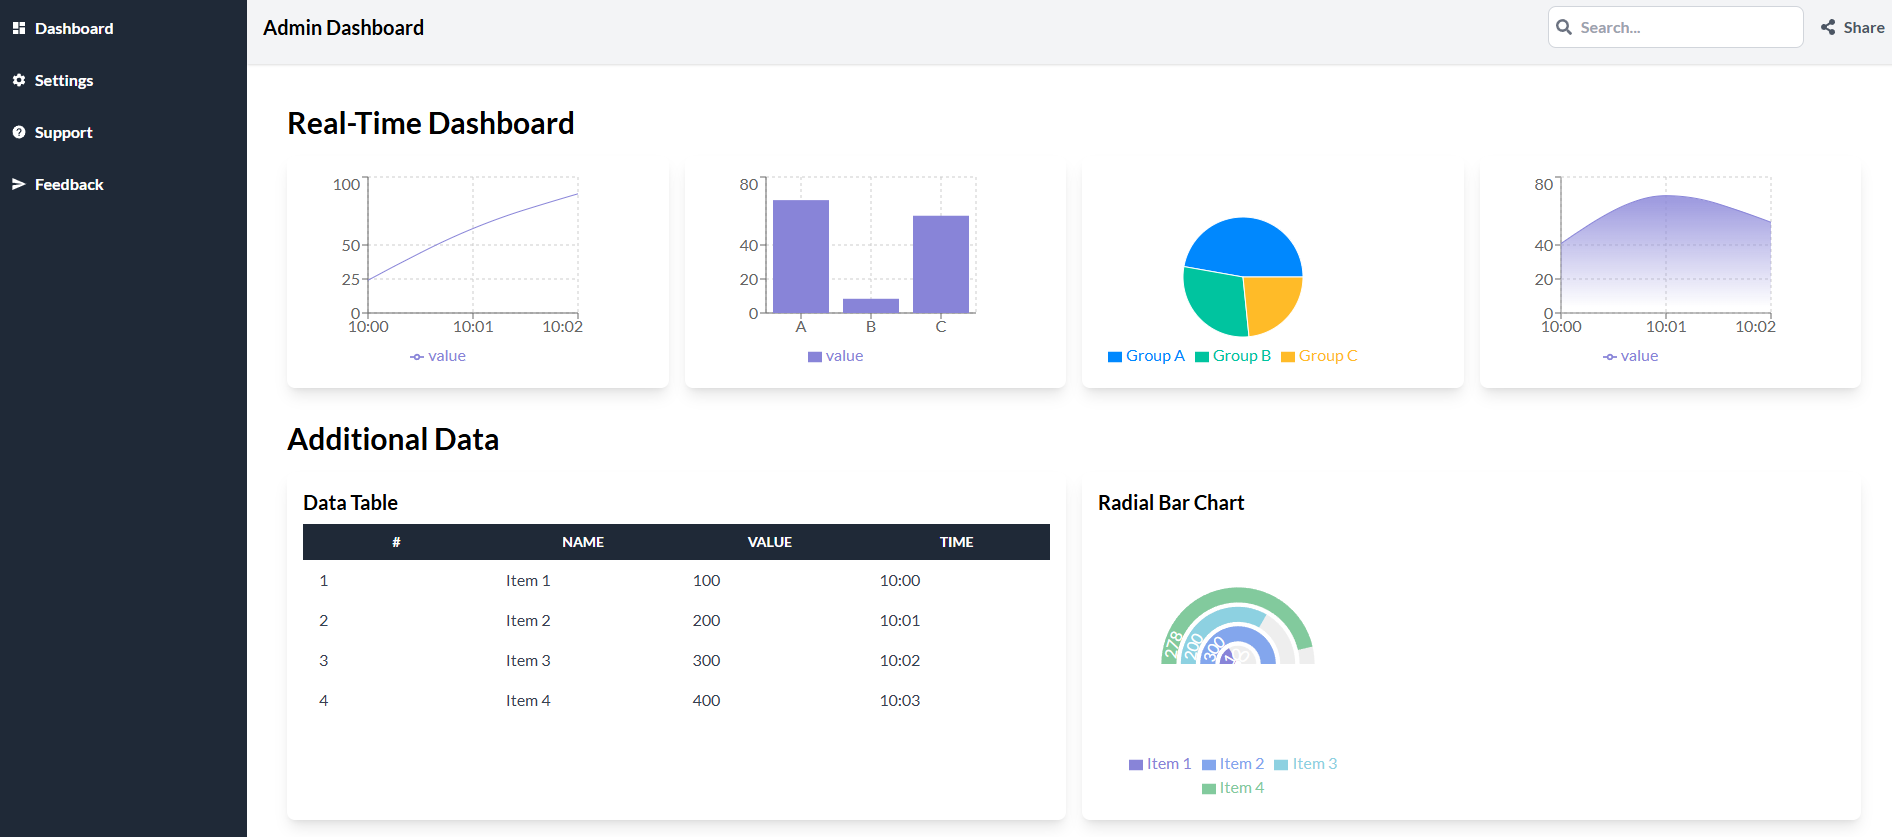 Dashboard
Settings
Support
Feedback
Admin Dashboard
Search...
Share
Real-Time Dashboard
100
50
25
0
10:00 10:01 10:02
value
80
40
20
0
A B C
value
Group A Group B Group C
80
40
20
0
10:00 10:01 10:02
value
Additional Data
Data Table
# NAME VALUE TIME
1 Item 1 100 10:00
2 Item 2 200 10:01
3 Item 3 300 10:02
4 Item 4 400 10:03
Radial Bar Chart
278
200
300
Item 1 Item 2 Item 3
Item 4